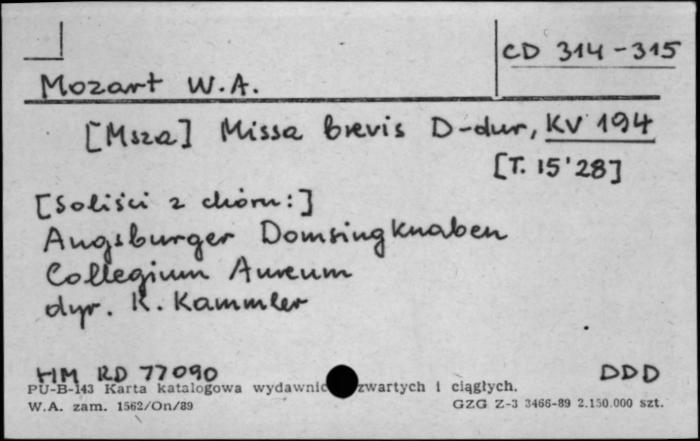 CD 314-315
Mozart W.A.
[Msza] Missa brevis D-dur, KV 194
[T. 15'28]
[Soliści z chóru:]
Augsburger Domsingknaben
Collegium Aureum
dyr. R. Kammler
HM RD 77090 DDD
PU-B-143 Karta katalogowa wydawnic zwartych i ciągłych.
W.A. zam. 1562/On/89 GZG Z-3 3466-89 2.150.000 szt.